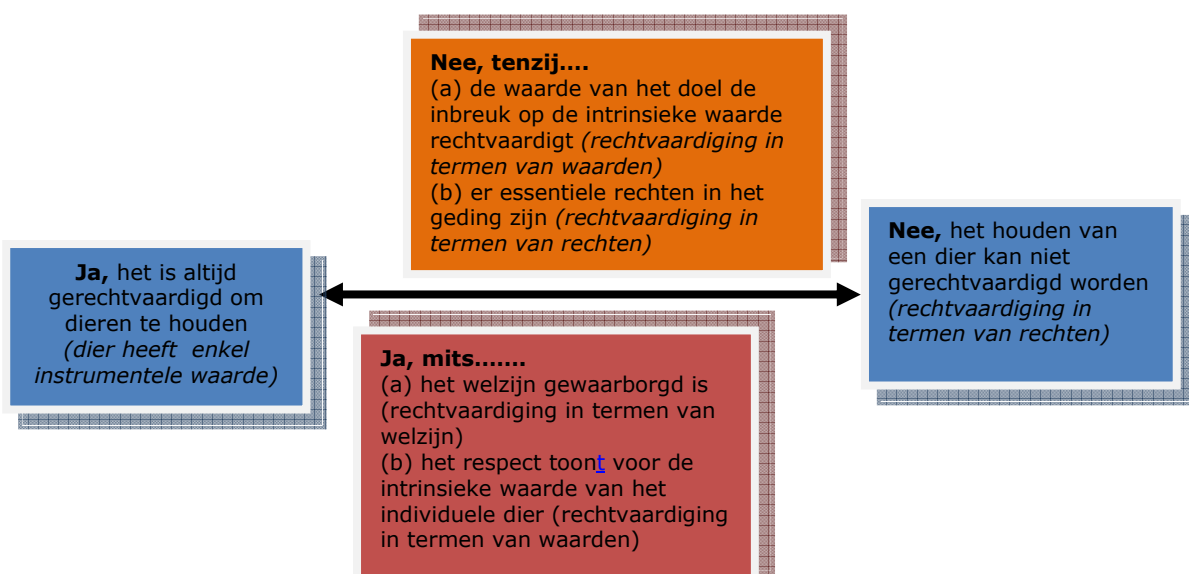 Nee, tenzij....
(a) de waarde van het doel de
inbreuk op de intrinsieke waarde
rechtvaardigt (rechtvaardiging in
termen van waarden)
(b) er essentiele rechten in het
geding zijn (rechtvaardiging in
termen van rechten)
Ja, het is altijd
gerechtvaardigd om
dieren te houden
(dier heeft enkel
instrumentele waarde)
Nee, het houden van
een dier kan niet
gerechtvaardigd worden
(rechtvaardiging in
termen van rechten)
Ja, mits.......
(a) het welzijn gewaarborgd is
(rechtvaardiging in termen van
welzijn)
(b) het respect toont voor de
intrinsieke waarde van het
individuele dier (rechtvaardiging
in termen van waarden)